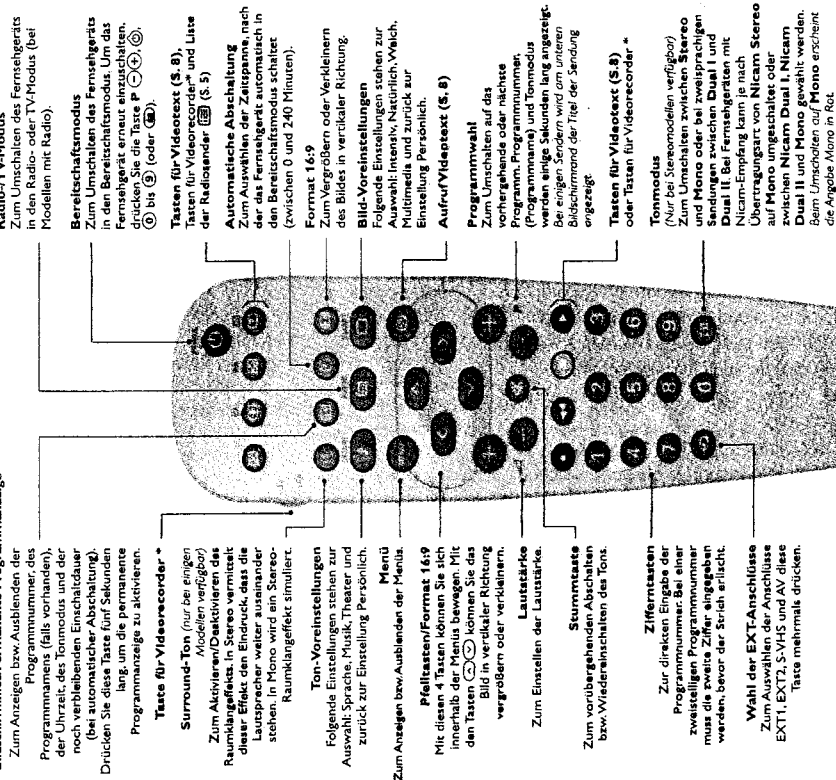 Zum Anzeigen bzw. Ausblenden der
Programmnummer, des
Programmnamens (falls vorhanden),
der Uhrzeit, des Tonmodus und der
noch verbleibenden Einschaltdauer
(bei automatischer Abschaltung).
Drücken Sie diese Taste fünf Sekunden
lang, um die permanente
Programmanzeige zu aktivieren.
Taste für Videorecorder *
Surround-Ton (nur bei einigen
Modellen verfügbar)
Zum Aktivieren/Deaktivieren des
Raumklangeffekts. In Stereo vermittelt
dieser Effekt den Eindruck, dass die
Lautsprecher weiter auseinander
stehen. In Mono wird ein Stereo-
Raumklangeffekt simuliert.
Ton-Voreinstellungen
Folgende Einstellungen stehen zur
Auswahl: Sprache, Musik, Theater und
zurück zur Einstellung Persönlich.
Menü
Zum Anzeigen bzw. Ausblenden der Menüs.
Pfeiltasten/Format 16:9
Mit diesen 4 Tasten können Sie sich
innerhalb der Menüs bewegen. Mit
den Tasten können Sie das
Bild in vertikaler Richtung
vergrößern oder verkleinern.
Lautstärke
Zum Einstellen der Lautstärke.
Stummtaste
Zum vorübergehenden Abschalten
bzw. Wiedereinschalten des Tons.
Zifferntasten
Zur direkten Eingabe der
Programmnummer. Bei einer
zweistelligen Programmnummer
muss die zweite Ziffer eingegeben
werden, bevor der Strich erlischt.
Wahl der EXT-Anschlüsse
Zum Auswählen der Anschlüsse
EXT1, EXT2, S-VHS und AV diese
Taste mehrmals drücken.
1 2 3
4 5 6
7 8 9
0
Radio-/TV-Modus
Zum Umschalten des Fernsehgeräts
in den Radio- oder TV-Modus (bei
Modellen mit Radio).
Bereitschaftsmodus
Zum Umschalten des Fernsehgeräts
in den Bereitschaftsmodus. Um das
Fernsehgerät erneut einzuschalten,
drücken Sie die Taste P - +,
0 bis 9 (oder ).
Tasten für Videotext (S. 8),
Tasten für Videorecorder* und Liste
der Radiosender (S. 5)
Automatische Abschaltung
Zum Auswählen der Zeitspanne, nach
der das Fernsehgerät automatisch in
den Bereitschaftsmodus schaltet
(zwischen 0 und 240 Minuten).
Format 16:9
Zum Vergrößern oder Verkleinern
des Bildes in vertikaler Richtung.
Bild-Voreinstellungen
Folgende Einstellungen stehen zur
Auswahl: Intensiv, Natürlich, Weich,
Multimedia und zurück zur
Einstellung Persönlich.
Aufruf Videptext (S. 8)
Programmwahl
Zum Umschalten auf das
vorhergehende oder nächste
Programm. Programmnummer,
(Programmname) und Tonmodus
werden einige Sekunden lang angezeigt.
Bei einigen Sendern wird am unteren
Bildschirmrand der Titel der Sendung
angezeigt.
Tasten für Videotext (S.8)
oder Tasten für Videorecorder *
Tonmodus
(Nur bei Stereomodellen verfügbar)
Zum Umschalten zwischen Stereo
und Mono oder bei zweisprachigen
Sendungen zwischen Dual I und
Dual II. Bei Fernsehgeräten mit
Nicam-Empfang kann je nach
Übertragungsart von Nicam Stereo
auf Mono umgeschaltet oder
zwischen Nicam Dual I, Nicam
Dual II und Mono gewählt werden.
Beim Umschalten auf Mono erscheint
die Angabe Mono in Rot.